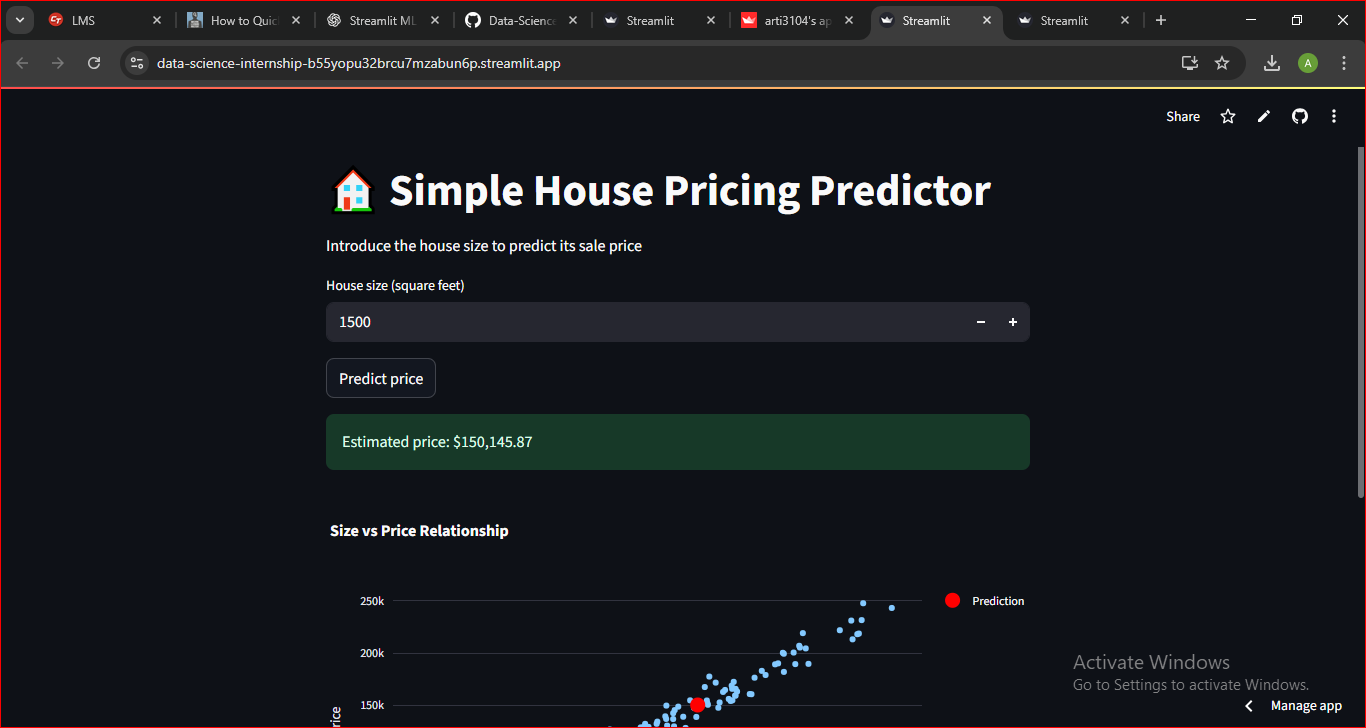 LMS
How to Quic
Streamlit ML
Data-Science
Streamlit
arti3104's ap
Streamlit
Streamlit
data-science-internship-b55yopu32brcu7mzabun6p.streamlit.app
A
Share
Simple House Pricing Predictor
Introduce the house size to predict its sale price
House size (square feet)
1500
Predict price
Estimated price: $150,145.87
Size vs Price Relationship
250k
Prediction
200k
150k
rice
Activate Windows
Go to Settings to activate Windows.
Manage app